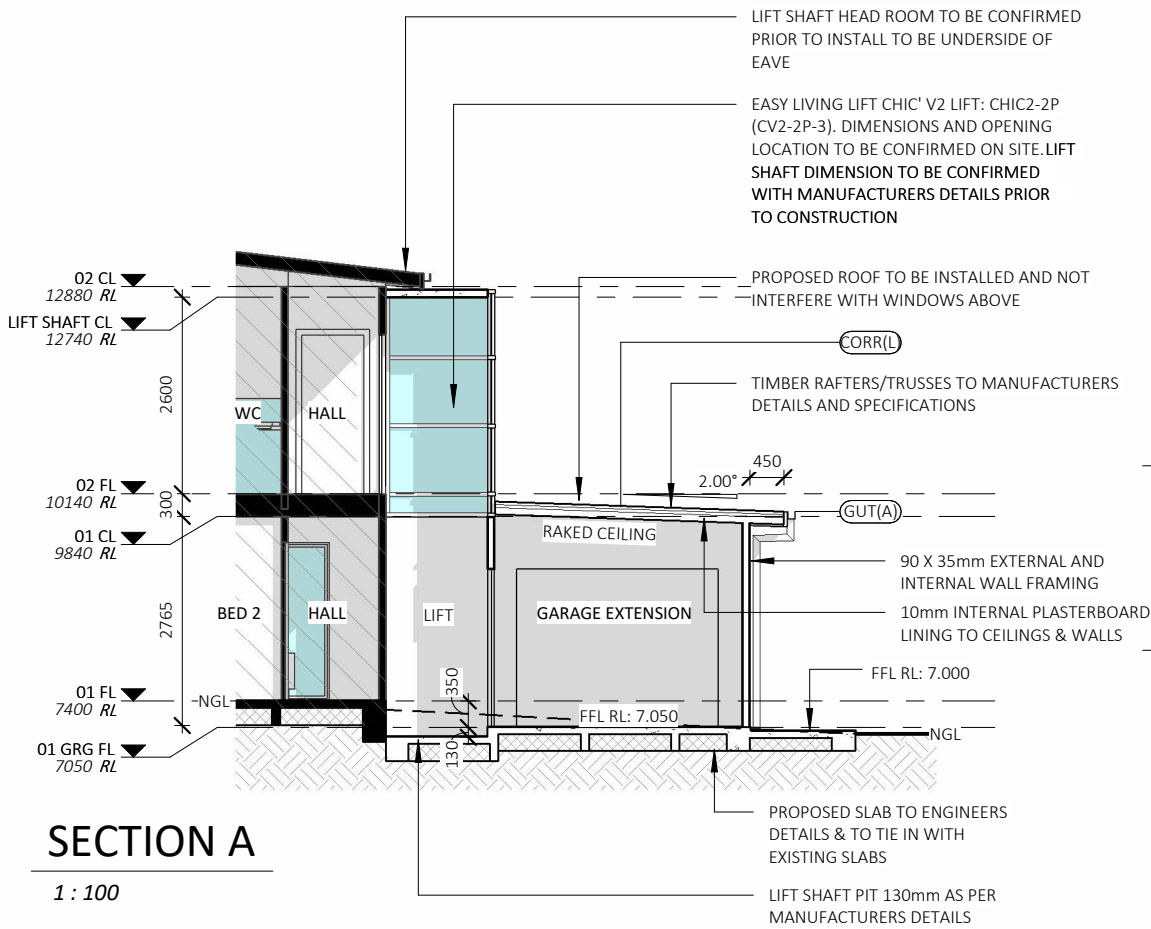 LIFT SHAFT HEAD ROOM TO BE CONFIRMED
PRIOR TO INSTALL TO BE UNDERSIDE OF
EAVE
EASY LIVING LIFT CHIC' V2 LIFT: CHIC2-2P
(CV2-2P-3). DIMENSIONS AND OPENING
LOCATION TO BE CONFIRMED ON SITE.LIFT
SHAFT DIMENSION TO BE CONFIRMED
WITH MANUFACTURERS DETAILS PRIOR
TO CONSTRUCTION
02 CL
12880 RL
PROPOSED ROOF TO BE INSTALLED AND NOT
INTERFERE WITH WINDOWS ABOVE
LIFT SHAFT CL
12740 RL
CORR(L)
TIMBER RAFTERS/TRUSSES TO MANUFACTURERS
DETAILS AND SPECIFICATIONS
2600
WC
HALL
450
2.00°
02 FL
10140 RL
300
GUT(A)
01 CL
9840 RL
RAKED CEILING
90 X 35mm EXTERNAL AND
INTERNAL WALL FRAMING
BED 2
HALL
LIFT
GARAGE EXTENSION
10mm INTERNAL PLASTERBOARD
LINING TO CEILINGS & WALLS
2765
350
FFL RL: 7.000
01 FL
7400 RL
NGL
FFL RL: 7.050
NGL
130
01 GRG FL
7050 RL
PROPOSED SLAB TO ENGINEERS
DETAILS & TO TIE IN WITH
EXISTING SLABS
SECTION A
1 : 100
LIFT SHAFT PIT 130mm AS PER
MANUFACTURERS DETAILS